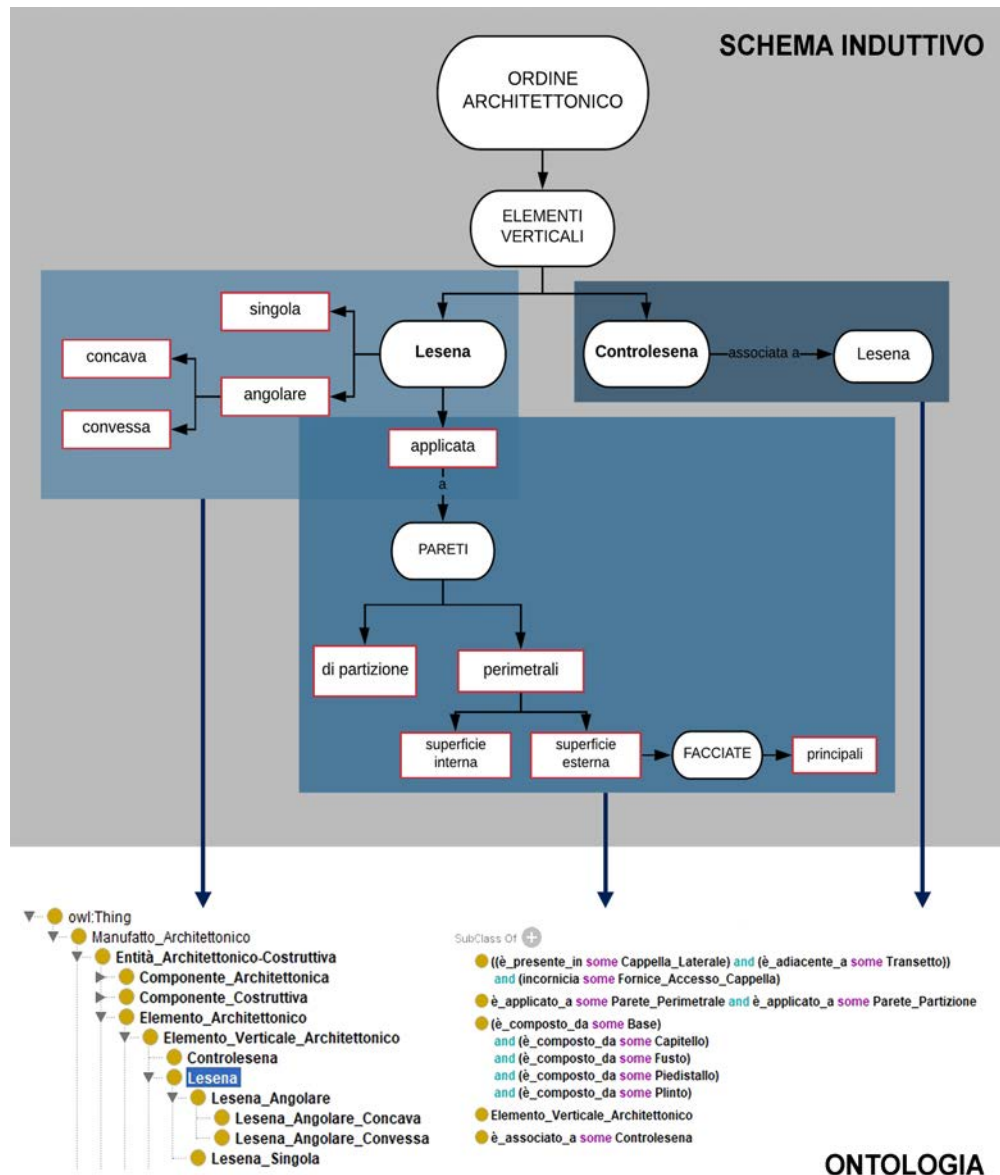 SCHEMA INDUTTIVO
ORDINE
ARCHITETTONICO
ELEMENTI
VERTICALI
singola
concava
Lesena
Controlesena
associata a
Lesena
angolare
convessa
applicata
a
PARETI
di partizione
perimetrali
superficie
interna
superficie
esterna
FACCIATE
principali
owl:Thing
Manufatto_Architettonico
Entità_Architettonico-Costruttiva
Componente_Architettonica
Componente_Costruttiva
Elemento_Architettonico
Elemento_Verticale_Architettonico
Controlesena
Lesena
Lesena_Angolare
Lesena_Angolare_Concava
Lesena_Angolare_Convessa
Lesena_Singola
SubClass Of
((è_presente_in some Cappella_Laterale) and (è_adiacente_a some Transetto))
and (incornicia some Fornice_Accesso_Cappella)
è_applicato_a some Parete_Perimetrale and è_applicato_a some Parete_Partizione
(è_composto_da some Base)
and (è_composto_da some Capitello)
and (è_composto_da some Fusto)
and (è_composto_da some Piedistallo)
and (è_composto_da some Plinto)
Elemento_Verticale_Architettonico
è_associato_a some Controlesena
ONTOLOGIA